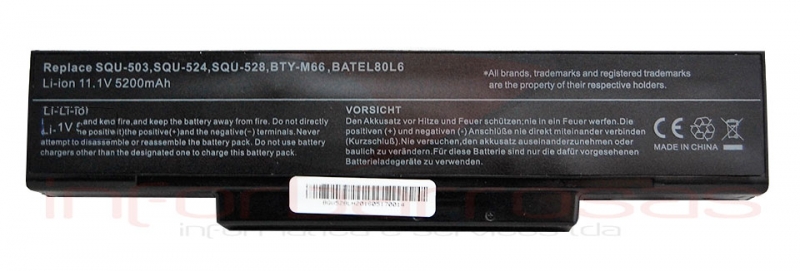 Replace SQU-503,SQU-524,SQU-528,BTY-M66,BATEL80L6
Li-ion 11.1V 5200mAh
*All brands, trademarks and registered trademarks
are the property of their respective holders.
and fire,and keep the battery away from fire. Do not directly
the positive(+)and the negative(−) terminals.Never
attempt to disassemble or reassemble the battery pack. Do not use battery
chargers other than the designated one to charge the battery pack.
VORSICHT
Den Akkusatz vor Hitze und Feuer schützen;nie in ein Feuer werfen. Die
positiven (+) und negativen(-) Anschlüße nie direkt miteinander verbinden
(Kurzschluß).Nie versuchen,den Akkusatz auseinanderzunehmen oder
baulich zu verändern. Für diese Batterie sind nur die dafür vorgesehenen
Batterieladegeräte zu verwenden.
CE
MADE IN CHINA